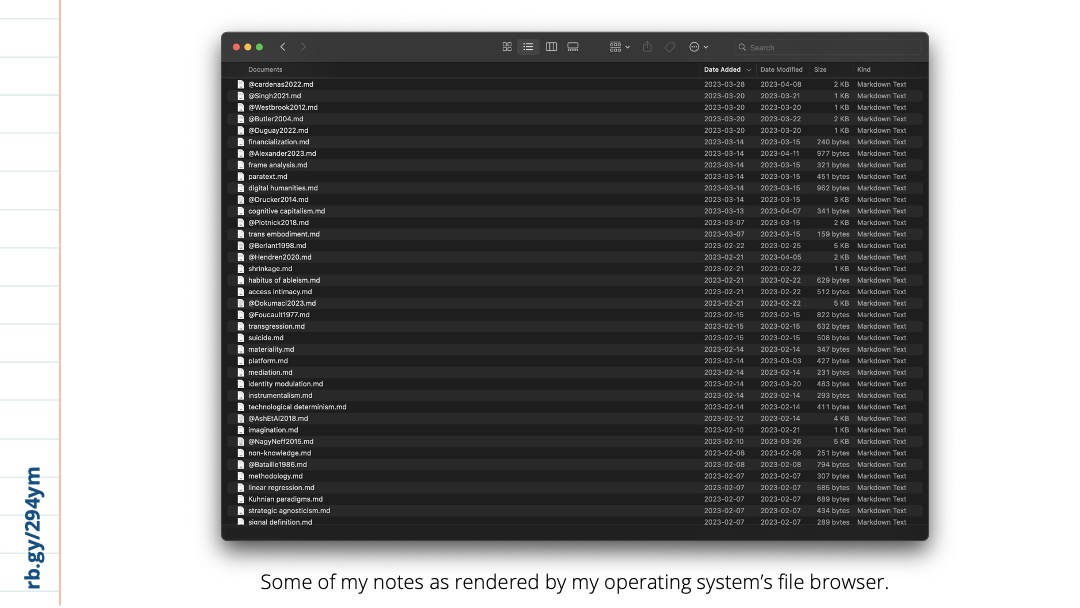 Search
Documents Date Added Date Modified Size Kind
@cardenas2022.md 2023-03-28 2023-04-08 2 KB Markdown Text
@Singh2021.md 2023-03-20 2023-03-21 1 KB Markdown Text
@Westbrook2012.md 2023-03-20 2023-03-20 1 KB Markdown Text
@Butler2004.md 2023-03-20 2023-03-22 2 KB Markdown Text
@Duguay2022.md 2023-03-20 2023-03-20 1 KB Markdown Text
financialization.md 2023-03-14 2023-03-15 240 bytes Markdown Text
@Alexander2023.md 2023-03-14 2023-04-11 977 bytes Markdown Text
frame analysis.md 2023-03-14 2023-03-15 321 bytes Markdown Text
paratext.md 2023-03-14 2023-03-15 451 bytes Markdown Text
digital humanities.md 2023-03-14 2023-03-15 962 bytes Markdown Text
@Drucker2014.md 2023-03-14 2023-03-15 3 KB Markdown Text
cognitive capitalism.md 2023-03-13 2023-04-07 341 bytes Markdown Text
@Plotnick2018.md 2023-03-07 2023-03-15 2 KB Markdown Text
trans embodiment.md 2023-03-07 2023-03-15 159 bytes Markdown Text
@Berlant1998.md 2023-02-22 2023-02-25 5 KB Markdown Text
@Hendren2020.md 2023-02-21 2023-04-05 2 KB Markdown Text
shrinkage.md 2023-02-21 2023-02-22 1 KB Markdown Text
habitus of ableism.md 2023-02-21 2023-02-22 629 bytes Markdown Text
access intimacy.md 2023-02-21 2023-02-22 512 bytes Markdown Text
@Dokumaci2023.md 2023-02-21 2023-02-22 5 KB Markdown Text
@Foucault1977.md 2023-02-15 2023-02-15 822 bytes Markdown Text
transgression.md 2023-02-15 2023-02-15 632 bytes Markdown Text
suicide.md 2023-02-15 2023-02-15 508 bytes Markdown Text
materiality.md 2023-02-14 2023-02-14 347 bytes Markdown Text
platform.md 2023-02-14 2023-03-03 427 bytes Markdown Text
mediation.md 2023-02-14 2023-02-14 231 bytes Markdown Text
identity modulation.md 2023-02-14 2023-03-20 483 bytes Markdown Text
instrumentalism.md 2023-02-14 2023-02-14 293 bytes Markdown Text
technological determinism.md 2023-02-14 2023-02-14 411 bytes Markdown Text
@AshEtAl2018.md 2023-02-12 2023-02-14 4 KB Markdown Text
imagination.md 2023-02-10 2023-02-21 1 KB Markdown Text
@NagyNeff2015.md 2023-02-10 2023-03-26 5 KB Markdown Text
non-knowledge.md 2023-02-08 2023-02-08 251 bytes Markdown Text
@Bataille1986.md 2023-02-08 2023-02-08 794 bytes Markdown Text
methodology.md 2023-02-07 2023-02-07 307 bytes Markdown Text
linear regression.md 2023-02-07 2023-02-07 585 bytes Markdown Text
Kuhnian paradigms.md 2023-02-07 2023-02-07 689 bytes Markdown Text
strategic agnosticism.md 2023-02-07 2023-02-07 434 bytes Markdown Text
signal definition.md 2023-02-07 2023-02-07 289 bytes Markdown Text
rb.gy/294ym
Some of my notes as rendered by my operating system's file browser.